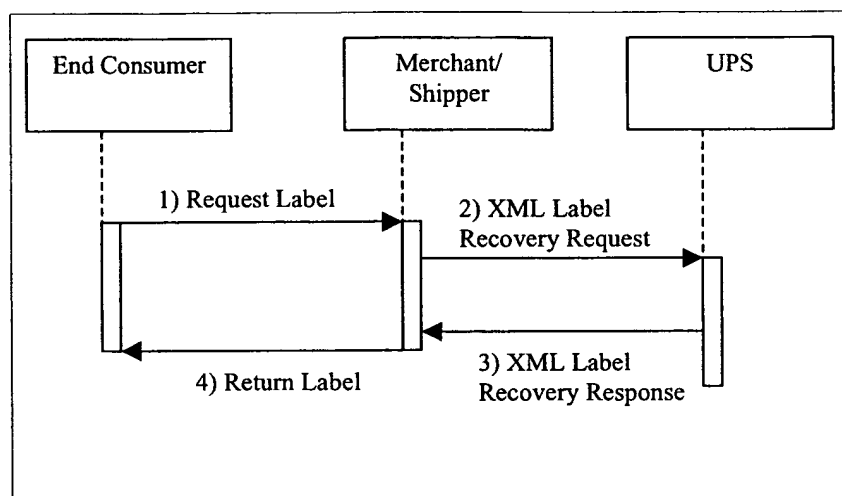 End Consumer
Merchant/
Shipper
UPS
1) Request Label
2) XML Label
Recovery Request
4) Return Label
3) XML Label
Recovery Response